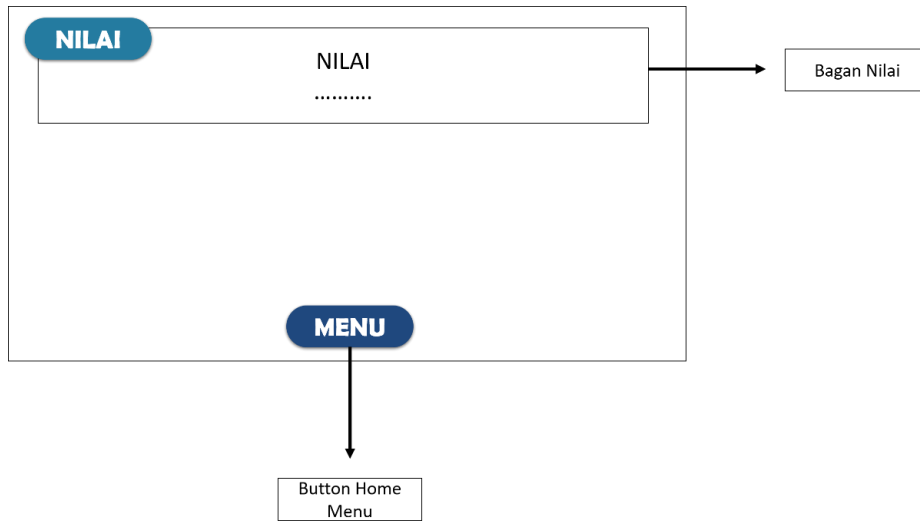 NILAI
NILAI
..........
Bagan Nilai
MENU
Button Home
Menu